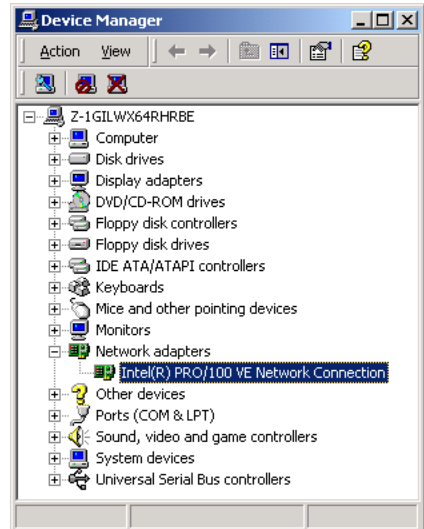 Device Manager
Action View
Z-1GILWX64RHRBE
Computer
Disk drives
Display adapters
DVD/CD-ROM drives
Floppy disk controllers
Floppy disk drives
IDE ATA/ATAPI controllers
Keyboards
Mice and other pointing devices
Monitors
Network adapters
Intel(R) PRO/100 VE Network Connection
Other devices
Ports (COM & LPT)
Sound, video and game controllers
System devices
Universal Serial Bus controllers